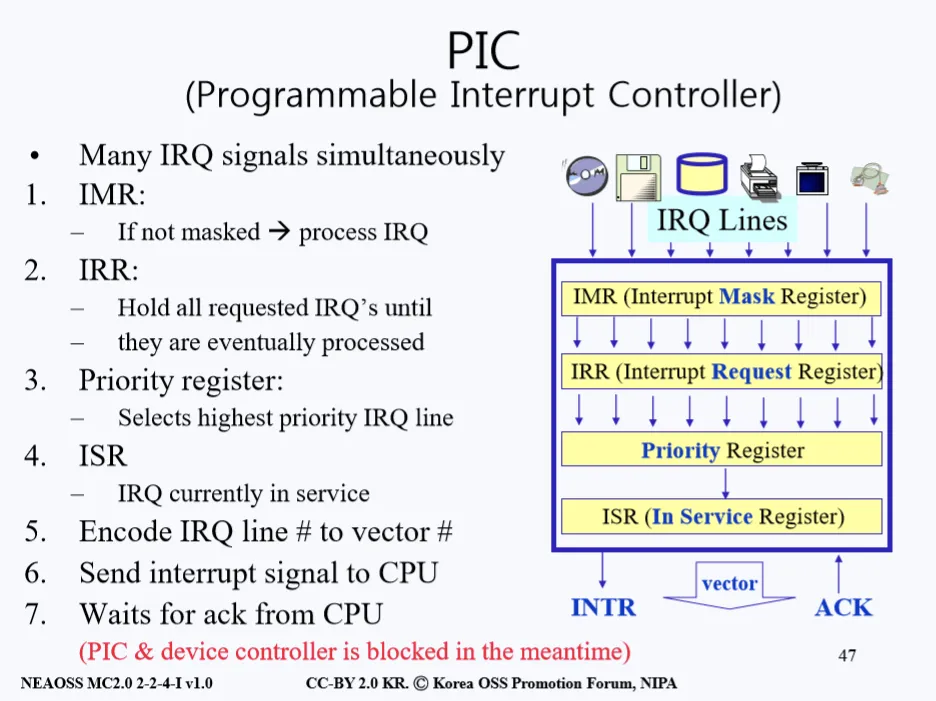 PIC
(Programmable Interrupt Controller)
• Many IRQ signals simultaneously
1. IMR:
– If not masked → process IRQ
2. IRR:
– Hold all requested IRQ’s until
– they are eventually processed
3. Priority register:
– Selects highest priority IRQ line
4. ISR
– IRQ currently in service
5. Encode IRQ line # to vector #
6. Send interrupt signal to CPU
7. Waits for ack from CPU
(PIC & device controller is blocked in the meantime)
IRQ Lines
IMR (Interrupt Mask Register)
IRR (Interrupt Request Register)
Priority Register
ISR (In Service Register)
INTR
vector
ACK
47
NEAOSS MC2.0 2-2-4-I v1.0
CC-BY 2.0 KR. Ⓒ Korea OSS Promotion Forum, NIPA